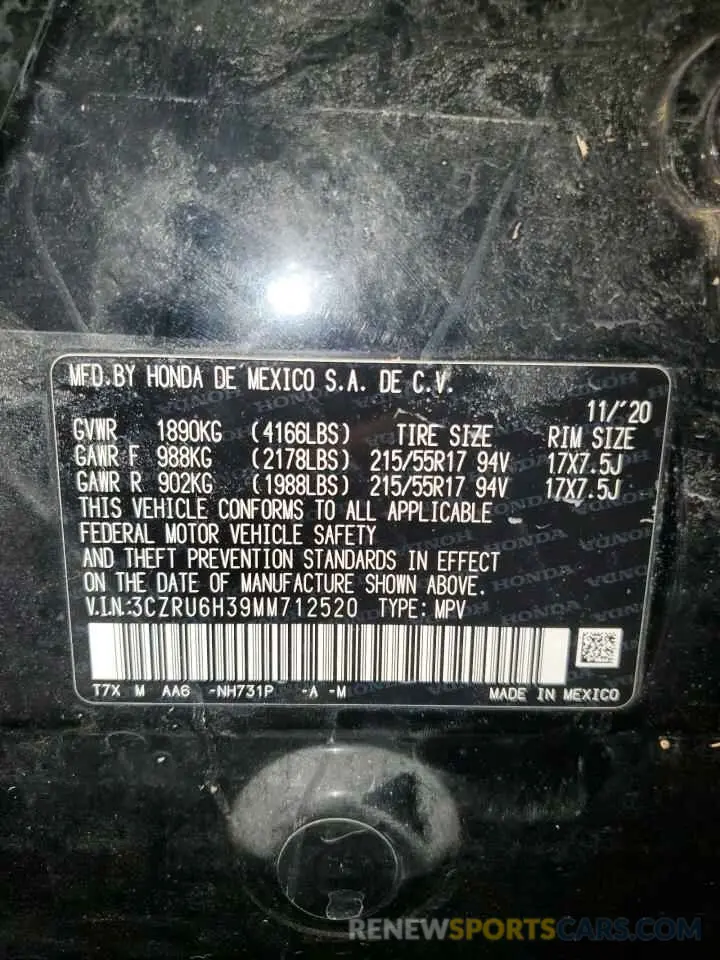 MFD.BY HONDA DE MEXICO S.A. DE C.V.
11/'20
GVWR 1890KG (4166LBS) TIRE SIZE RIM SIZE
GAWR F 988KG (2178LBS) 215/55R17 94V 17X7.5J
GAWR R 902KG (1988LBS) 215/55R17 94V 17X7.5J
THIS VEHICLE CONFORMS TO ALL APPLICABLE
FEDERAL MOTOR VEHICLE SAFETY
AND THEFT PREVENTION STANDARDS IN EFFECT
ON THE DATE OF MANUFACTURE SHOWN ABOVE.
V.I.N.:3CZRU6H39MM712520 TYPE: MPV
T7X M AA6 -NH731P -A -M MADE IN MEXICO
RENEWSPORTSCARS.COM